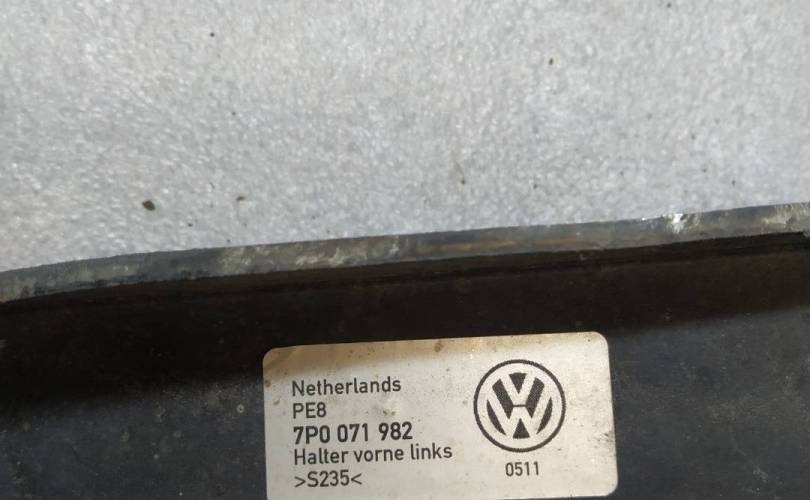 Netherlands
PE8
7P0 071 982
Halter vorne links
>S235<
0511